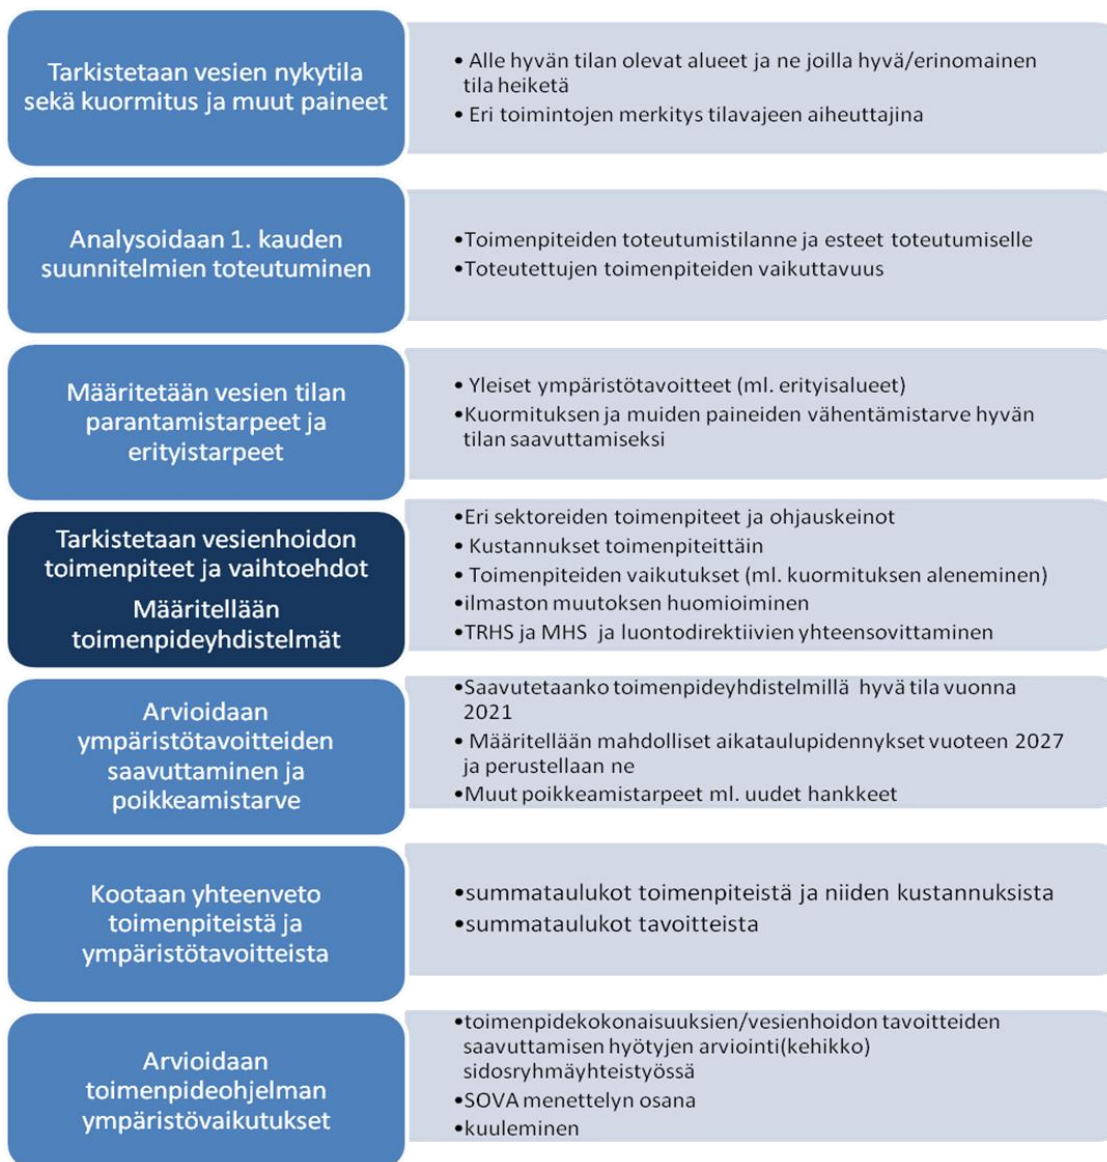 Tarkistetaan vesien nykytila
sekä kuormitus ja muut paineet
• Alle hyvän tilan olevat alueet ja ne joilla hyvä/erinomainen
tila heiketä
• Eri toimintojen merkitys tilavajeen aiheuttajina
Analysoidaan 1. kauden
suunnitelmien toteutuminen
•Toimenpiteiden toteutumistilanne ja esteet toteutumiselle
•Toteutettujen toimenpiteiden vaikuttavuus
Määritetään vesien tilan
parantamistarpeet ja
erityistarpeet
• Yleiset ympäristötavoitteet (ml. erityisalueet)
•Kuormituksen ja muiden paineiden vähentämistarve hyvän
tilan saavuttamiseksi
Tarkistetaan vesienhoidon
toimenpiteet ja vaihtoehdot
Määritellään
toimenpideyhdistelmät
•Eri sektoreiden toimenpiteet ja ohjauskeinot
• Kustannukset toimenpiteittäin
• Toimenpiteiden vaikutukset (ml. kuormituksen aleneminen)
•ilmaston muutoksen huomioiminen
•TRHS ja MHS ja luontodirektiivien yhteensovittaminen
Arvioidaan
ympäristötavoitteiden
saavuttaminen ja
poikkeamistarve
•Saavutetaanko toimenpideyhdistelmillä hyvä tila vuonna
2021
• Määritellään mahdolliset aikataulupidennykset vuoteen 2027
ja perustellaan ne
•Muut poikkeamistarpeet ml. uudet hankkeet
Kootaan yhteenveto
toimenpiteistä ja
ympäristötavoitteista
•summataulukot toimenpiteistä ja niiden kustannuksista
•summataulukot tavoitteista
Arvioidaan
toimenpideohjelman
ympäristövaikutukset
•toimenpidekokonaisuuksien/vesienhoidon tavoitteiden
saavuttamisen hyötyjen arviointi(kehikko)
sidosryhmäyhteistyössä
•SOVA menettelyn osana
•kuuleminen